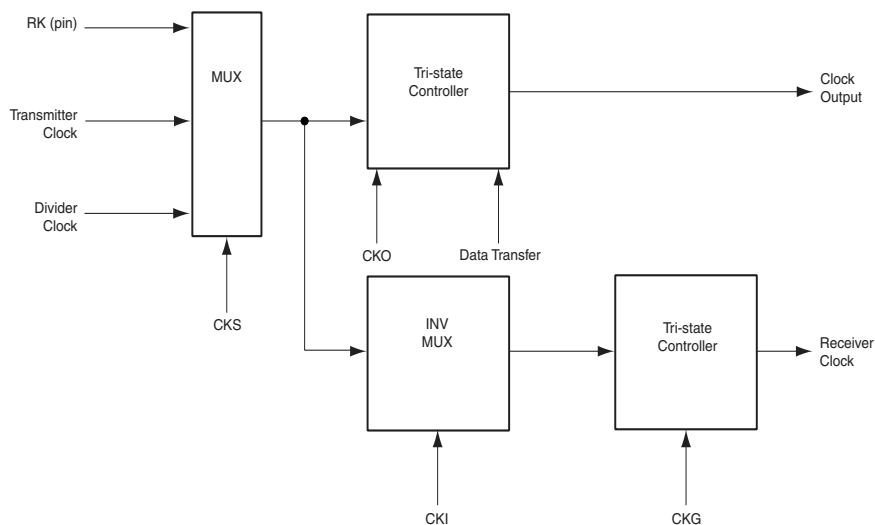 RK (pin)
MUX
Tri-state
Controller
Clock
Output
Transmitter
Clock
Divider
Clock
CKO
Data Transfer
CKS
INV
MUX
Tri-state
Controller
Receiver
Clock
CKI
CKG